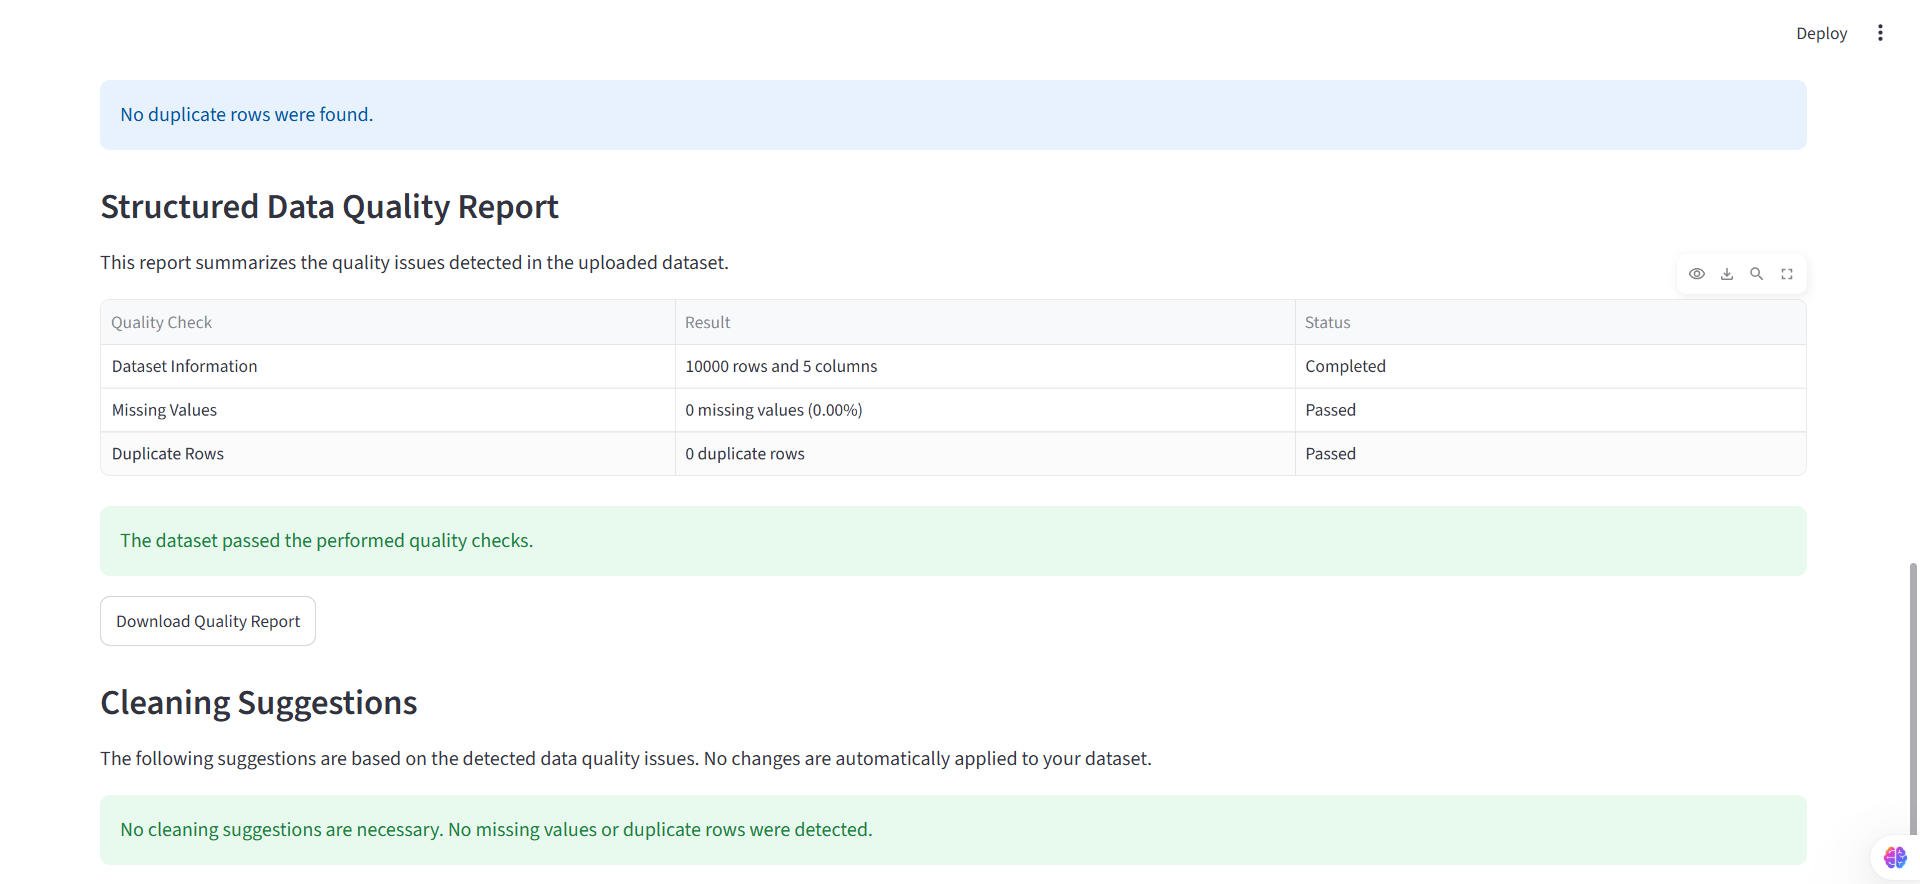 Deploy
No duplicate rows were found.
Structured Data Quality Report
This report summarizes the quality issues detected in the uploaded dataset.
Quality Check Result Status
Dataset Information 10000 rows and 5 columns Completed
Missing Values 0 missing values (0.00%) Passed
Duplicate Rows 0 duplicate rows Passed
The dataset passed the performed quality checks.
Download Quality Report
Cleaning Suggestions
The following suggestions are based on the detected data quality issues. No changes are automatically applied to your dataset.
No cleaning suggestions are necessary. No missing values or duplicate rows were detected.